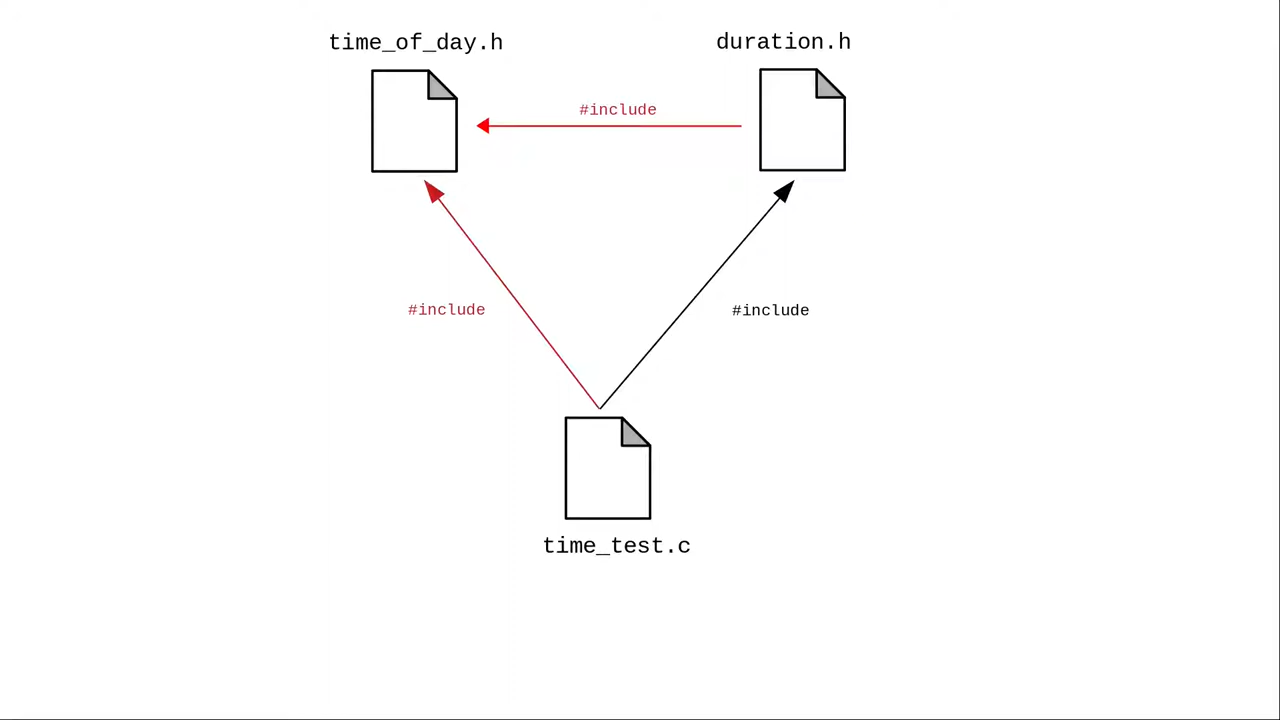 time_of_day.h
duration.h
#include
#include
#include
time_test.c